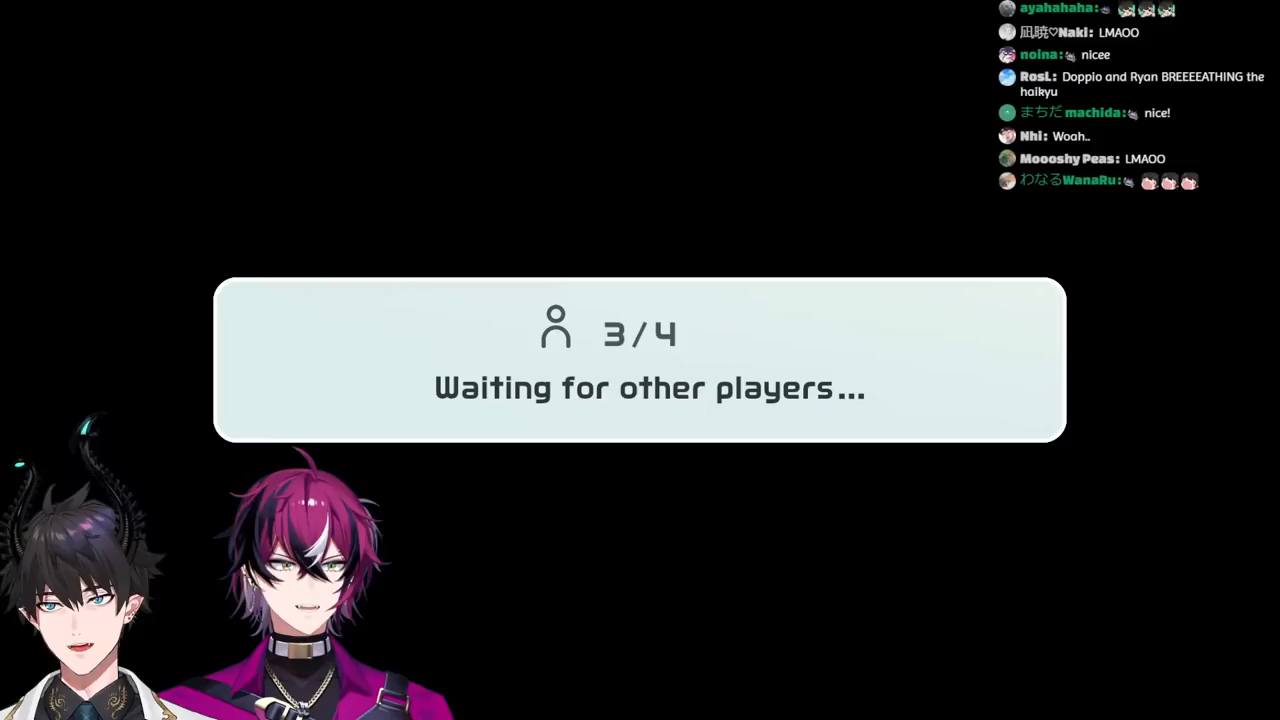 ayahahaha:
凪暁♡Naki: LMAOO
noina: nicee
RosL: Doppio and Ryan BREEEEATHING the
haikyu
まちだ machida: nice!
Nhi: Woah..
Moooshy Peas: LMAOO
わなるWanaRu:
3/4
Waiting for other players...